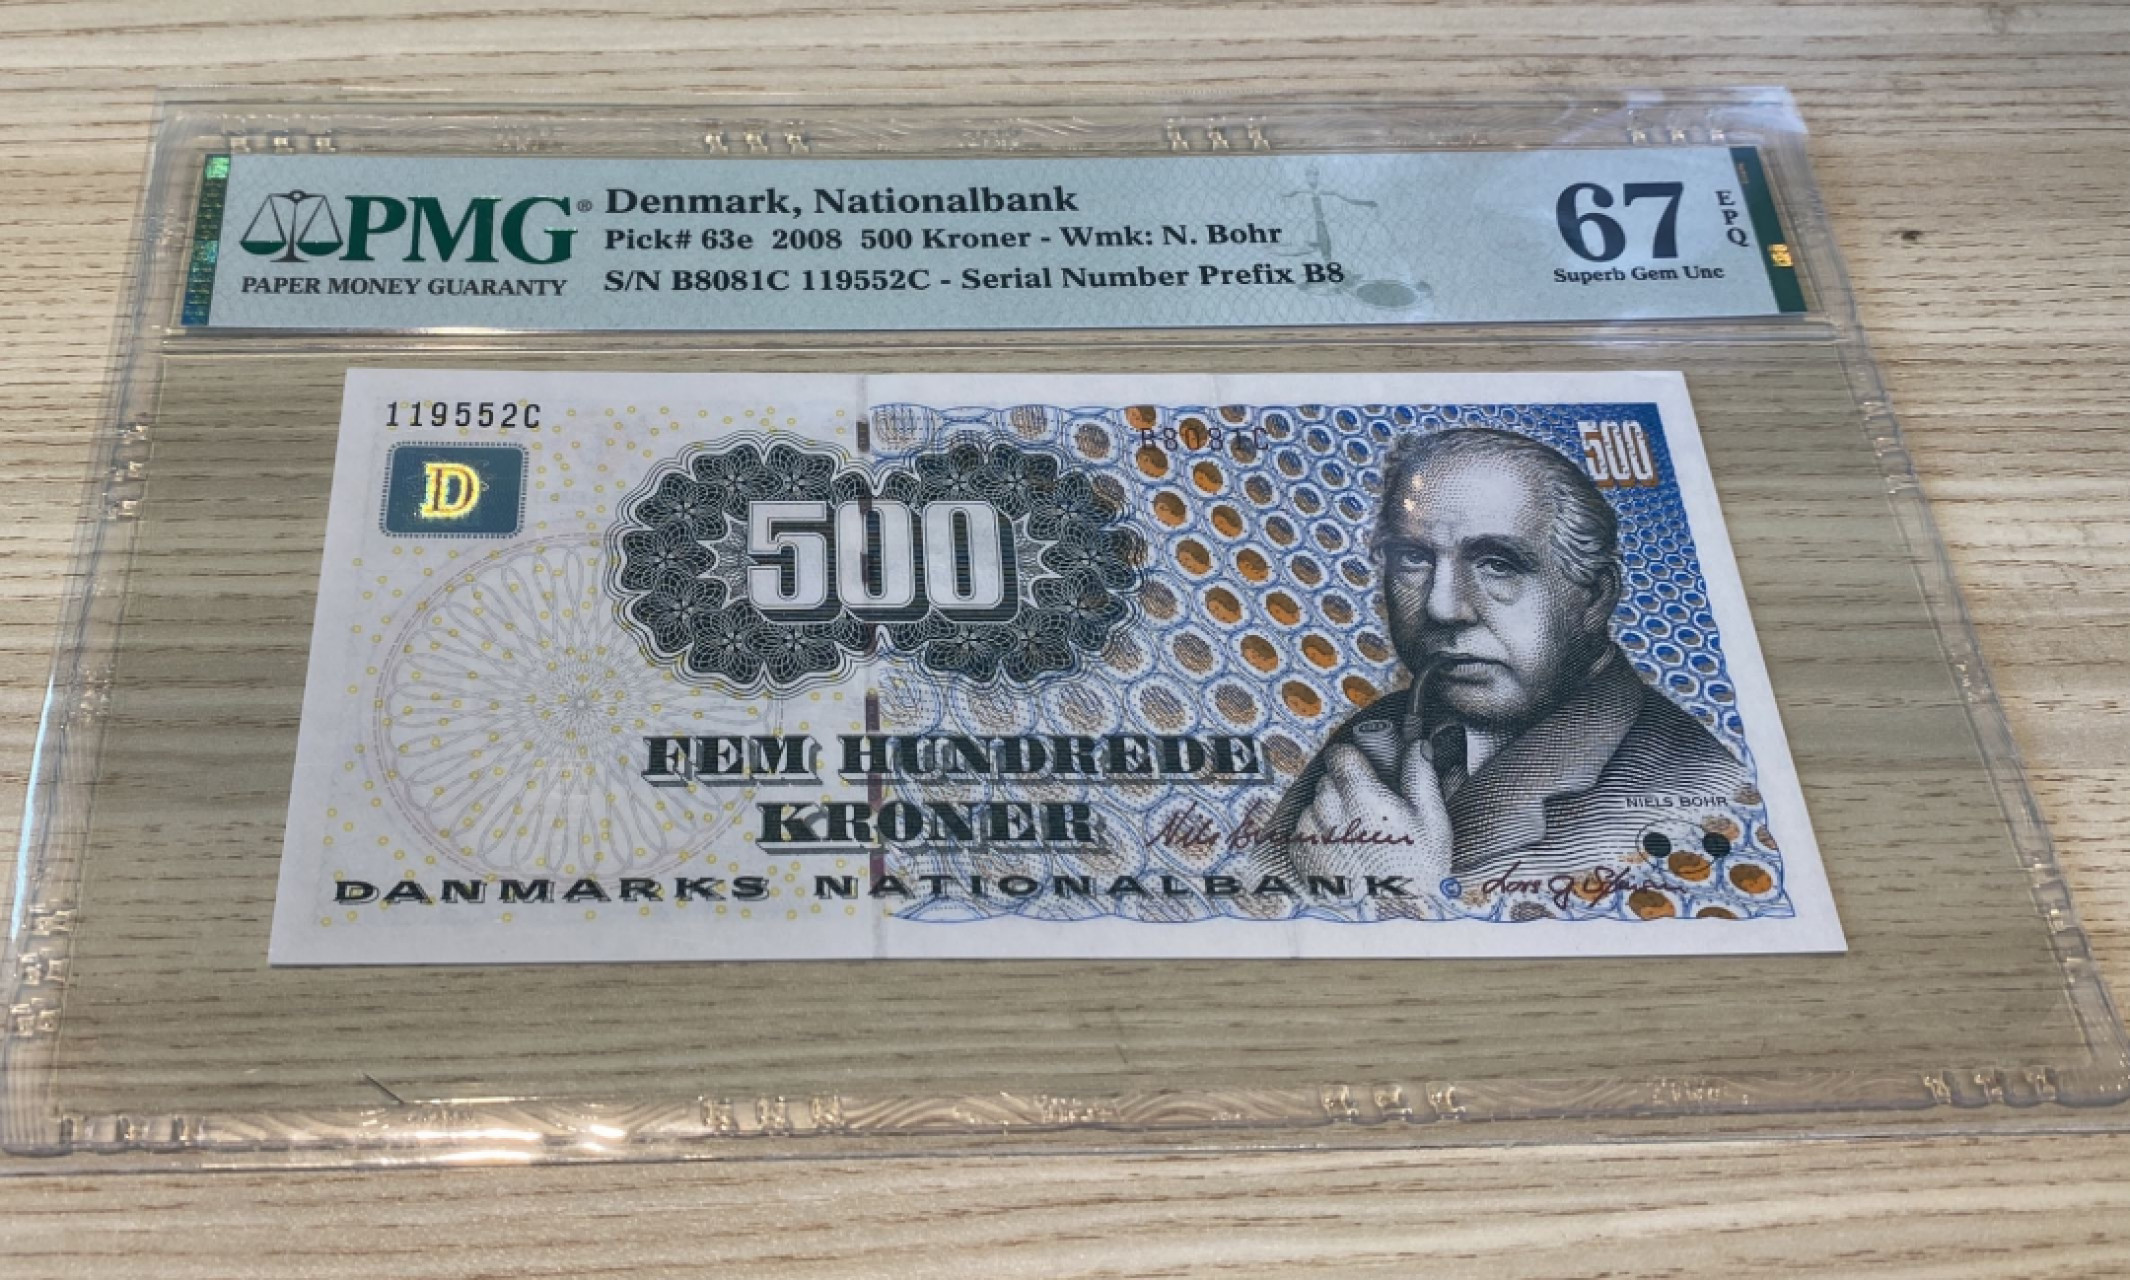 PMG®
PAPER MONEY GUARANTY
Denmark, Nationalbank
Pick# 63e 2008 500 Kroner - Wmk: N. Bohr
S/N B8081C 119552C - Serial Number Prefix B8
67
EPQ
Superb Gem Unc
119552C
B8081C
500
D
500
FEM HUNDREDE
KRONER
NIELS BOHR
DANMARKS NATIONALBANK ©